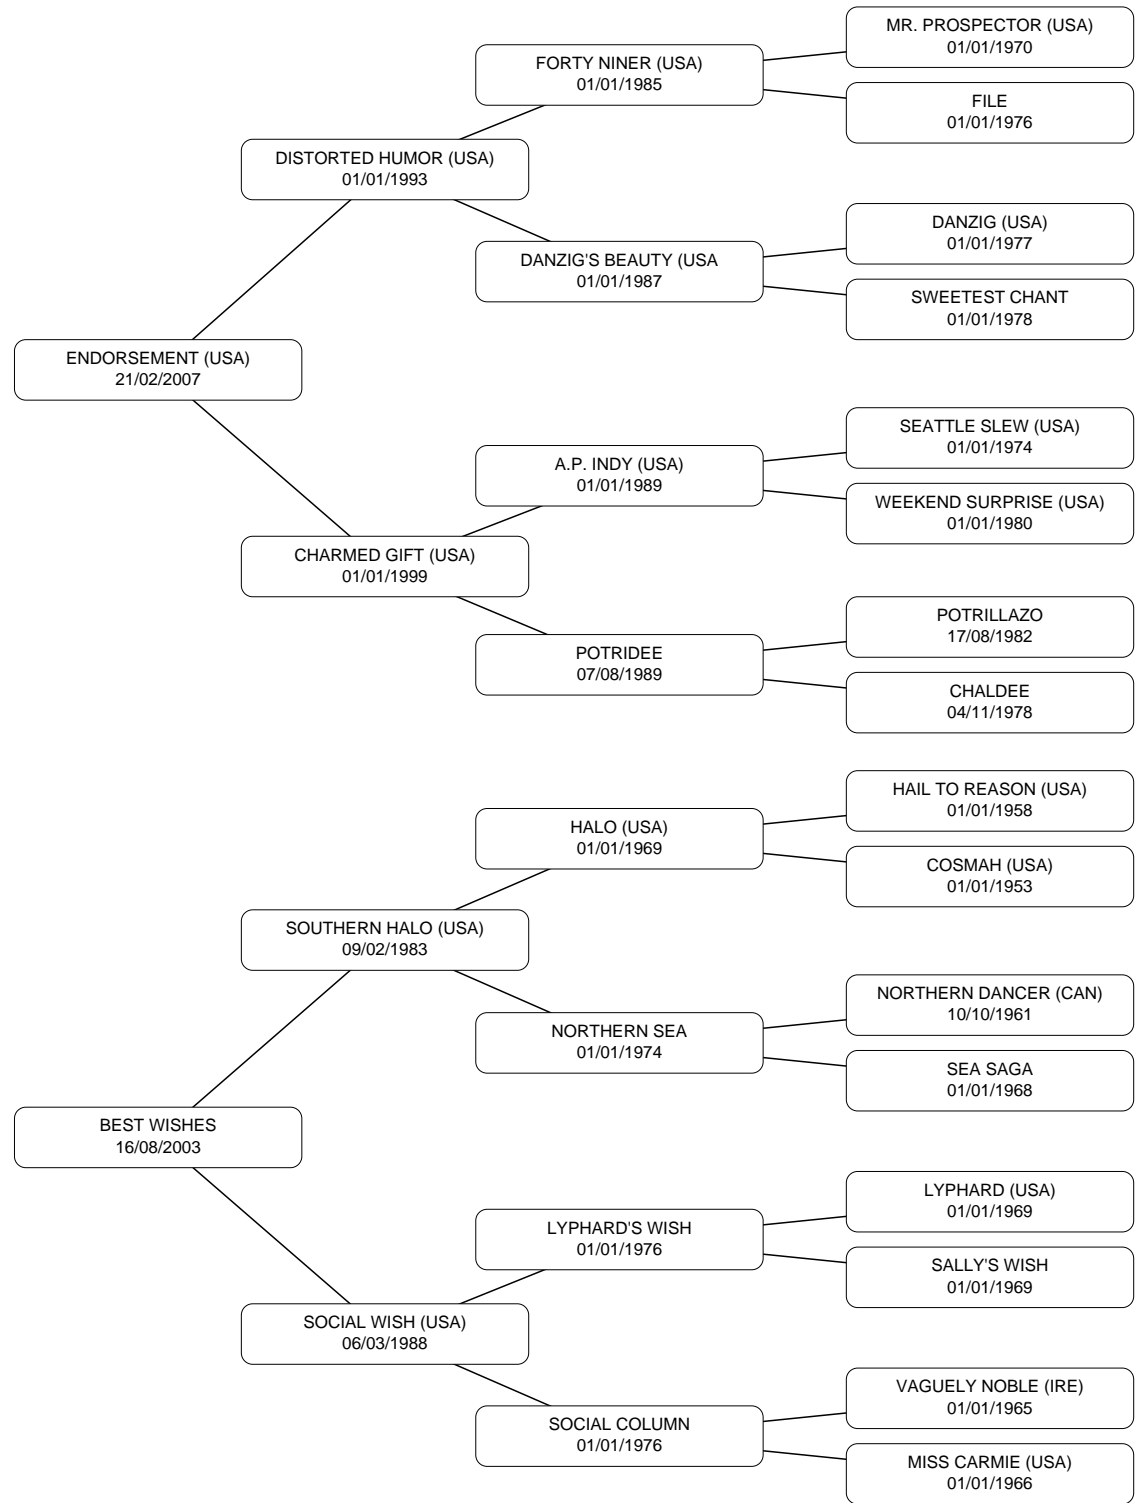 MR. PROSPECTOR (USA)
01/01/1970
FORTY NINER (USA)
01/01/1985
FILE
01/01/1976
DISTORTED HUMOR (USA)
01/01/1993
DANZIG (USA)
01/01/1977
DANZIG'S BEAUTY (USA
01/01/1987
SWEETEST CHANT
01/01/1978
ENDORSEMENT (USA)
21/02/2007
SEATTLE SLEW (USA)
01/01/1974
A.P. INDY (USA)
01/01/1989
WEEKEND SURPRISE (USA)
01/01/1980
CHARMED GIFT (USA)
01/01/1999
POTRILLAZO
17/08/1982
POTRIDEE
07/08/1989
CHALDEE
04/11/1978
HAIL TO REASON (USA)
01/01/1958
HALO (USA)
01/01/1969
COSMAH (USA)
01/01/1953
SOUTHERN HALO (USA)
09/02/1983
NORTHERN DANCER (CAN)
10/10/1961
NORTHERN SEA
01/01/1974
SEA SAGA
01/01/1968
BEST WISHES
16/08/2003
LYPHARD (USA)
01/01/1969
LYPHARD'S WISH
01/01/1976
SALLY'S WISH
01/01/1969
SOCIAL WISH (USA)
06/03/1988
VAGUELY NOBLE (IRE)
01/01/1965
SOCIAL COLUMN
01/01/1976
MISS CARMIE (USA)
01/01/1966